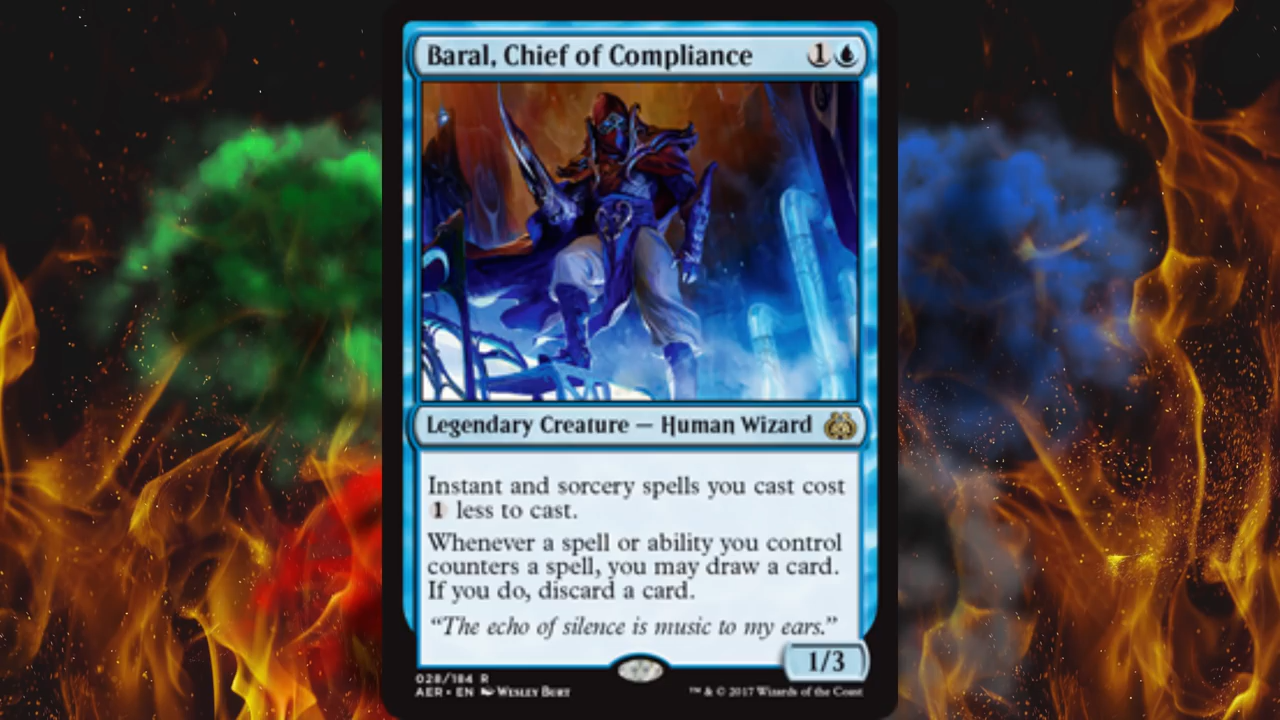 Baral, Chief of Compliance 1
Legendary Creature — Human Wizard
Instant and sorcery spells you cast cost
1 less to cast.
Whenever a spell or ability you control
counters a spell, you may draw a card.
If you do, discard a card.
“The echo of silence is music to my ears.”
1/3
028/184 R
AER • EN Wesley Burt
™ & © 2017 Wizards of the Coast